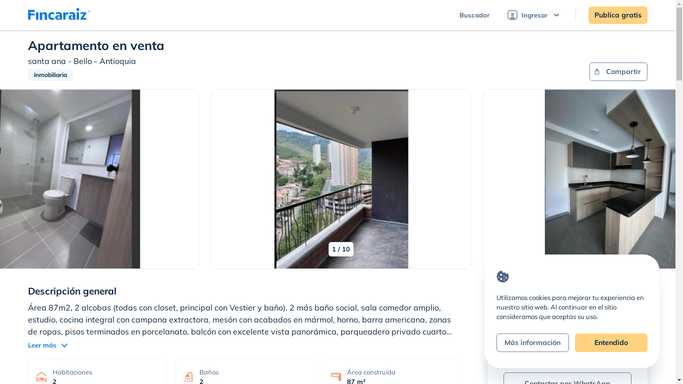 Fincaraiz
Buscador
Ingresar
Publica gratis
Apartamento en venta
santa ana - Bello - Antioquia
Inmobiliaria
Compartir
1 / 10
Descripción general
Área 87m2, 2 alcobas (todas con closet, principal con Vestier y baño). 2 más baño social, sala comedor amplio,
estudio, cocina integral con campana extractora, mesón con acabados en mármol, horno, barra americana, zonas
de ropas, pisos terminados en porcelanato, balcón con excelente vista panorámica, parqueadero privado cuarto...
Leer más
Habitaciones
2
Baños
2
Área construida
87 m²
Utilizamos cookies para mejorar tu experiencia en
nuestro sitio web. Al continuar en el sitio
consideramos que aceptas su uso.
Más información
Entendido
Contactar por WhatsApp